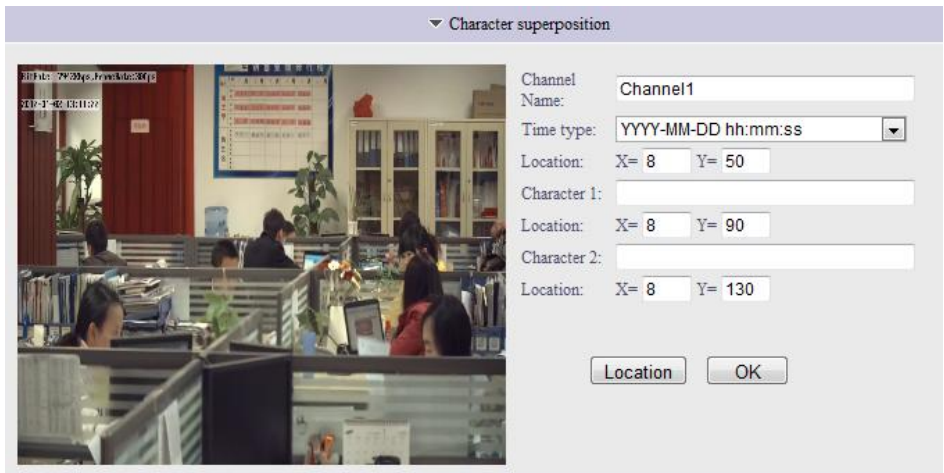 Character superposition
Channel
Name:
Channel1
Time type: YYYY-MM-DD hh:mm:ss
Location: X= 8 Y= 50
Character 1:
Location: X= 8 Y= 90
Character 2:
Location: X= 8 Y= 130
Location OK